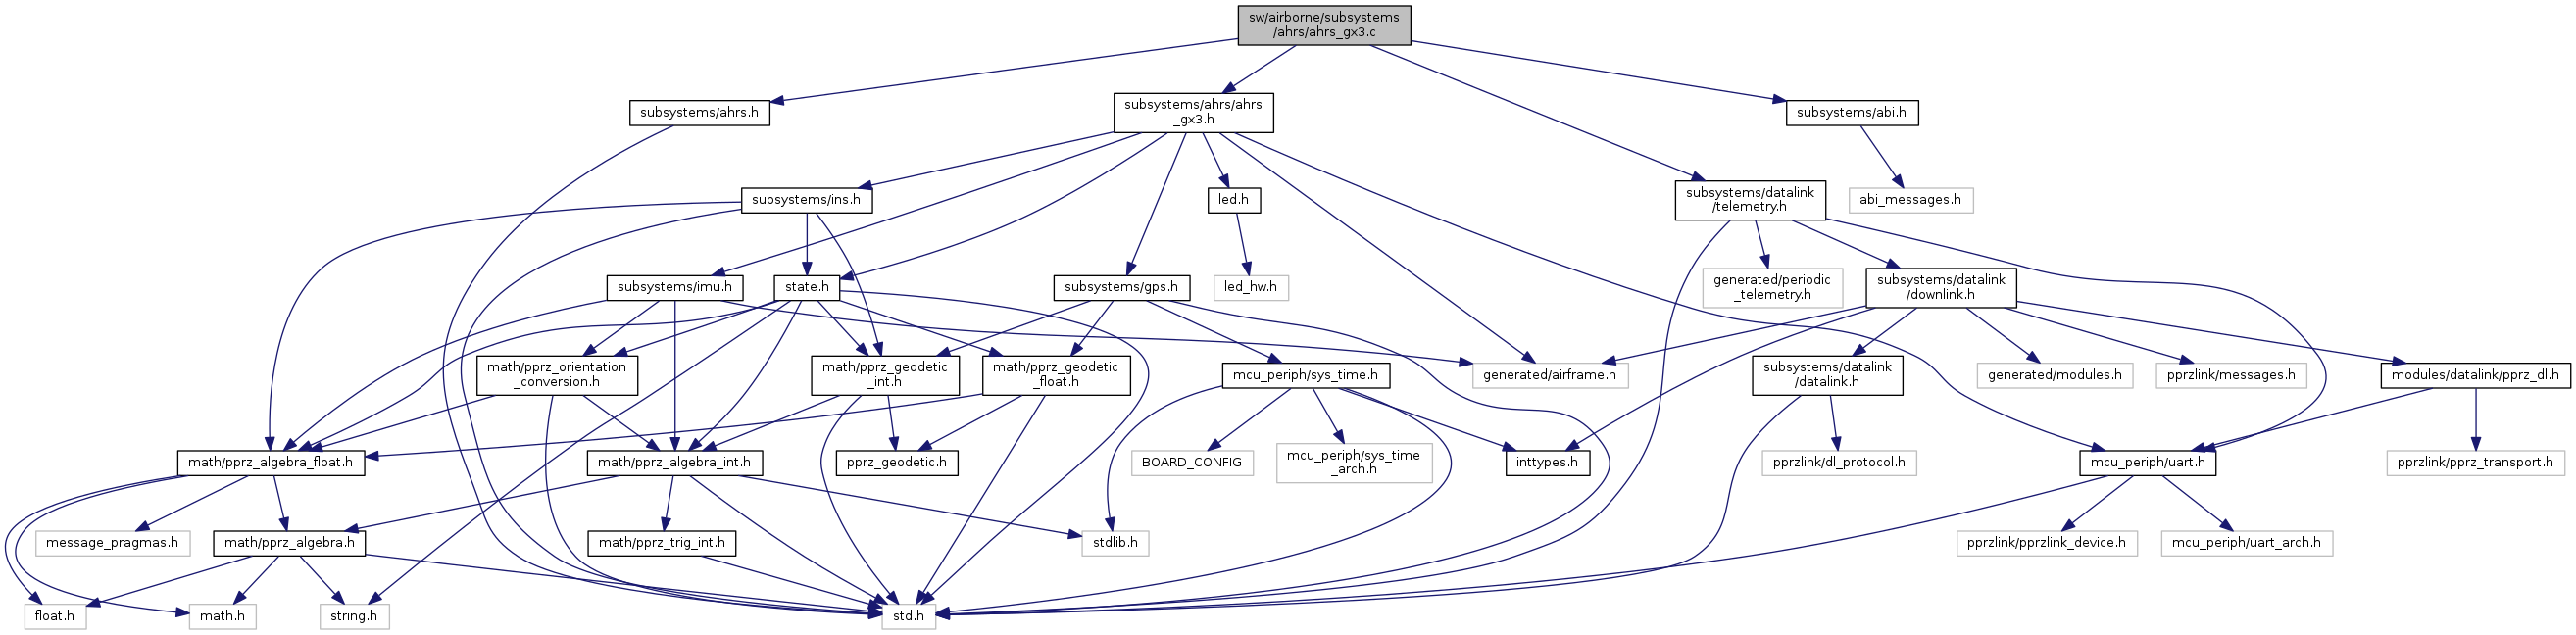 sw/airborne/subsystems
/ahrs/ahrs_gx3.c
subsystems/ahrs.h
subsystems/ahrs/ahrs
_gx3.h
subsystems/abi.h
subsystems/ins.h
led.h
subsystems/datalink
/telemetry.h
abi_messages.h
subsystems/imu.h
state.h
subsystems/gps.h
led_hw.h
generated/periodic
_telemetry.h
subsystems/datalink
/downlink.h
math/pprz_orientation
_conversion.h
math/pprz_geodetic
_int.h
math/pprz_geodetic
_float.h
mcu_periph/sys_time.h
generated/airframe.h
subsystems/datalink
/datalink.h
generated/modules.h
pprzlink/messages.h
modules/datalink/pprz_dl.h
math/pprz_algebra_float.h
math/pprz_algebra_int.h
pprz_geodetic.h
BOARD_CONFIG
mcu_periph/sys_time
_arch.h
inttypes.h
pprzlink/dl_protocol.h
mcu_periph/uart.h
pprzlink/pprz_transport.h
message_pragmas.h
math/pprz_algebra.h
math/pprz_trig_int.h
stdlib.h
pprzlink/pprzlink_device.h
mcu_periph/uart_arch.h
float.h
math.h
string.h
std.h